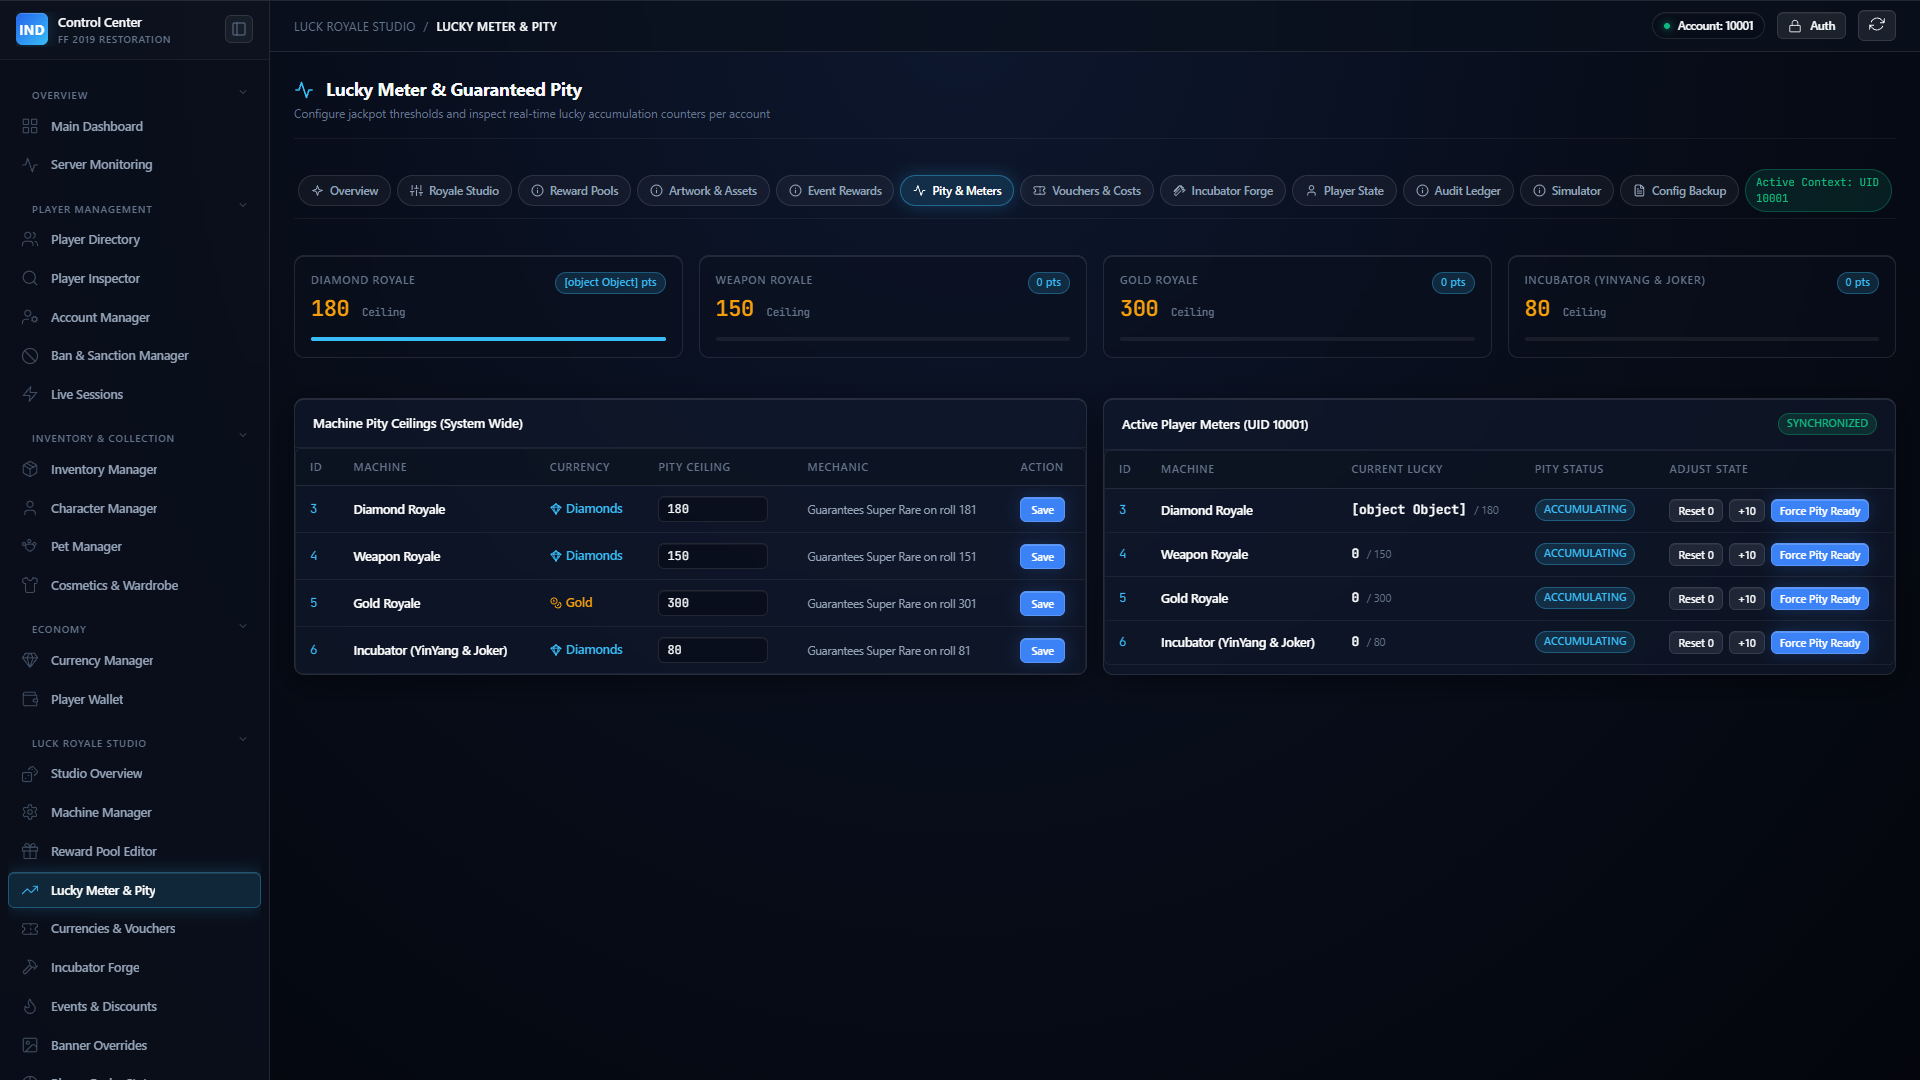 IND
Control Center
FF 2019 RESTORATION
LUCK ROYALE STUDIO / LUCKY METER & PITY
Account: 10001
Auth
OVERVIEW
Main Dashboard
Server Monitoring
PLAYER MANAGEMENT
Player Directory
Player Inspector
Account Manager
Ban & Sanction Manager
Live Sessions
INVENTORY & COLLECTION
Inventory Manager
Character Manager
Pet Manager
Cosmetics & Wardrobe
ECONOMY
Currency Manager
Player Wallet
LUCK ROYALE STUDIO
Studio Overview
Machine Manager
Reward Pool Editor
Lucky Meter & Pity
Currencies & Vouchers
Incubator Forge
Events & Discounts
Banner Overrides
Lucky Meter & Guaranteed Pity
Configure jackpot thresholds and inspect real-time lucky accumulation counters per account
Overview
Royale Studio
Reward Pools
Artwork & Assets
Event Rewards
Pity & Meters
Vouchers & Costs
Incubator Forge
Player State
Audit Ledger
Simulator
Config Backup
Active Context: UID
10001
DIAMOND ROYALE
[object Object] pts
180 Ceiling
WEAPON ROYALE
0 pts
150 Ceiling
GOLD ROYALE
0 pts
300 Ceiling
INCUBATOR (YINYANG & JOKER)
0 pts
80 Ceiling
Machine Pity Ceilings (System Wide)
ID MACHINE CURRENCY PITY CEILING MECHANIC ACTION
3 Diamond Royale Diamonds 180 Guarantees Super Rare on roll 181 Save
4 Weapon Royale Diamonds 150 Guarantees Super Rare on roll 151 Save
5 Gold Royale Gold 300 Guarantees Super Rare on roll 301 Save
6 Incubator (YinYang & Joker) Diamonds 80 Guarantees Super Rare on roll 81 Save
Active Player Meters (UID 10001)
SYNCHRONIZED
ID MACHINE CURRENT LUCKY PITY STATUS ADJUST STATE
3 Diamond Royale [object Object] / 180 ACCUMULATING Reset 0 +10 Force Pity Ready
4 Weapon Royale 0 / 150 ACCUMULATING Reset 0 +10 Force Pity Ready
5 Gold Royale 0 / 300 ACCUMULATING Reset 0 +10 Force Pity Ready
6 Incubator (YinYang & Joker) 0 / 80 ACCUMULATING Reset 0 +10 Force Pity Ready